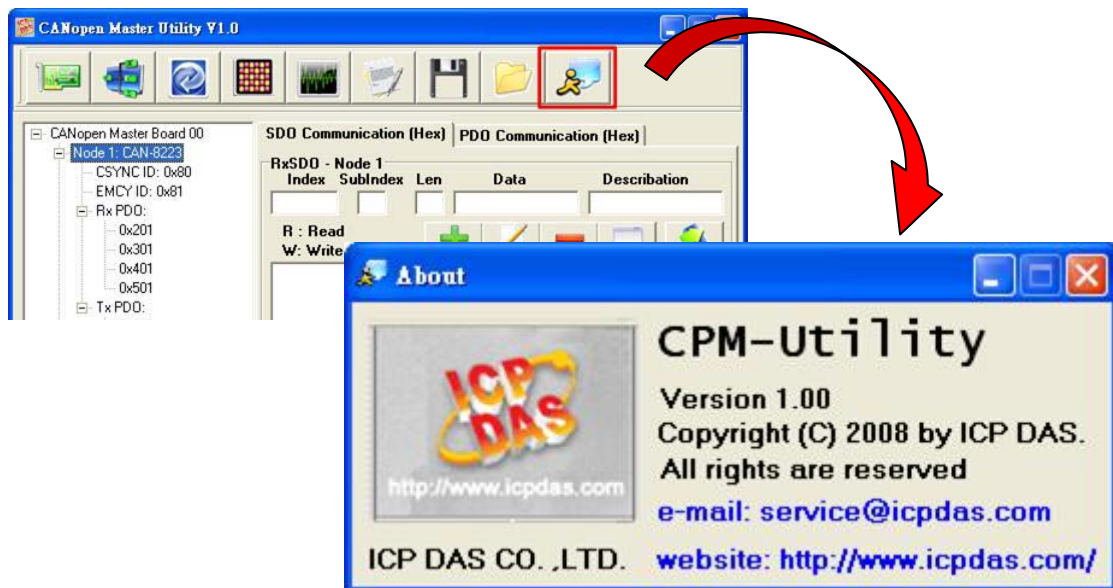 CANopen Master Utility V1.0
CANopen Master Board 00
Node 1: CAN-8223
CSYNC ID: 0x80
EMCY ID: 0x81
Rx PDO:
0x201
0x301
0x401
0x501
Tx PDO:
SDO Communication (Hex) PDO Communication (Hex)
RxSDO - Node 1
Index SubIndex Len Data Describation
R : Read
W: Write
About
ICP
DAS
http://www.icpdas.com
ICP DAS CO. ,LTD.
CPM-Utility
Version 1.00
Copyright (C) 2008 by ICP DAS.
All rights are reserved
e-mail: service@icpdas.com
website: http://www.icpdas.com/